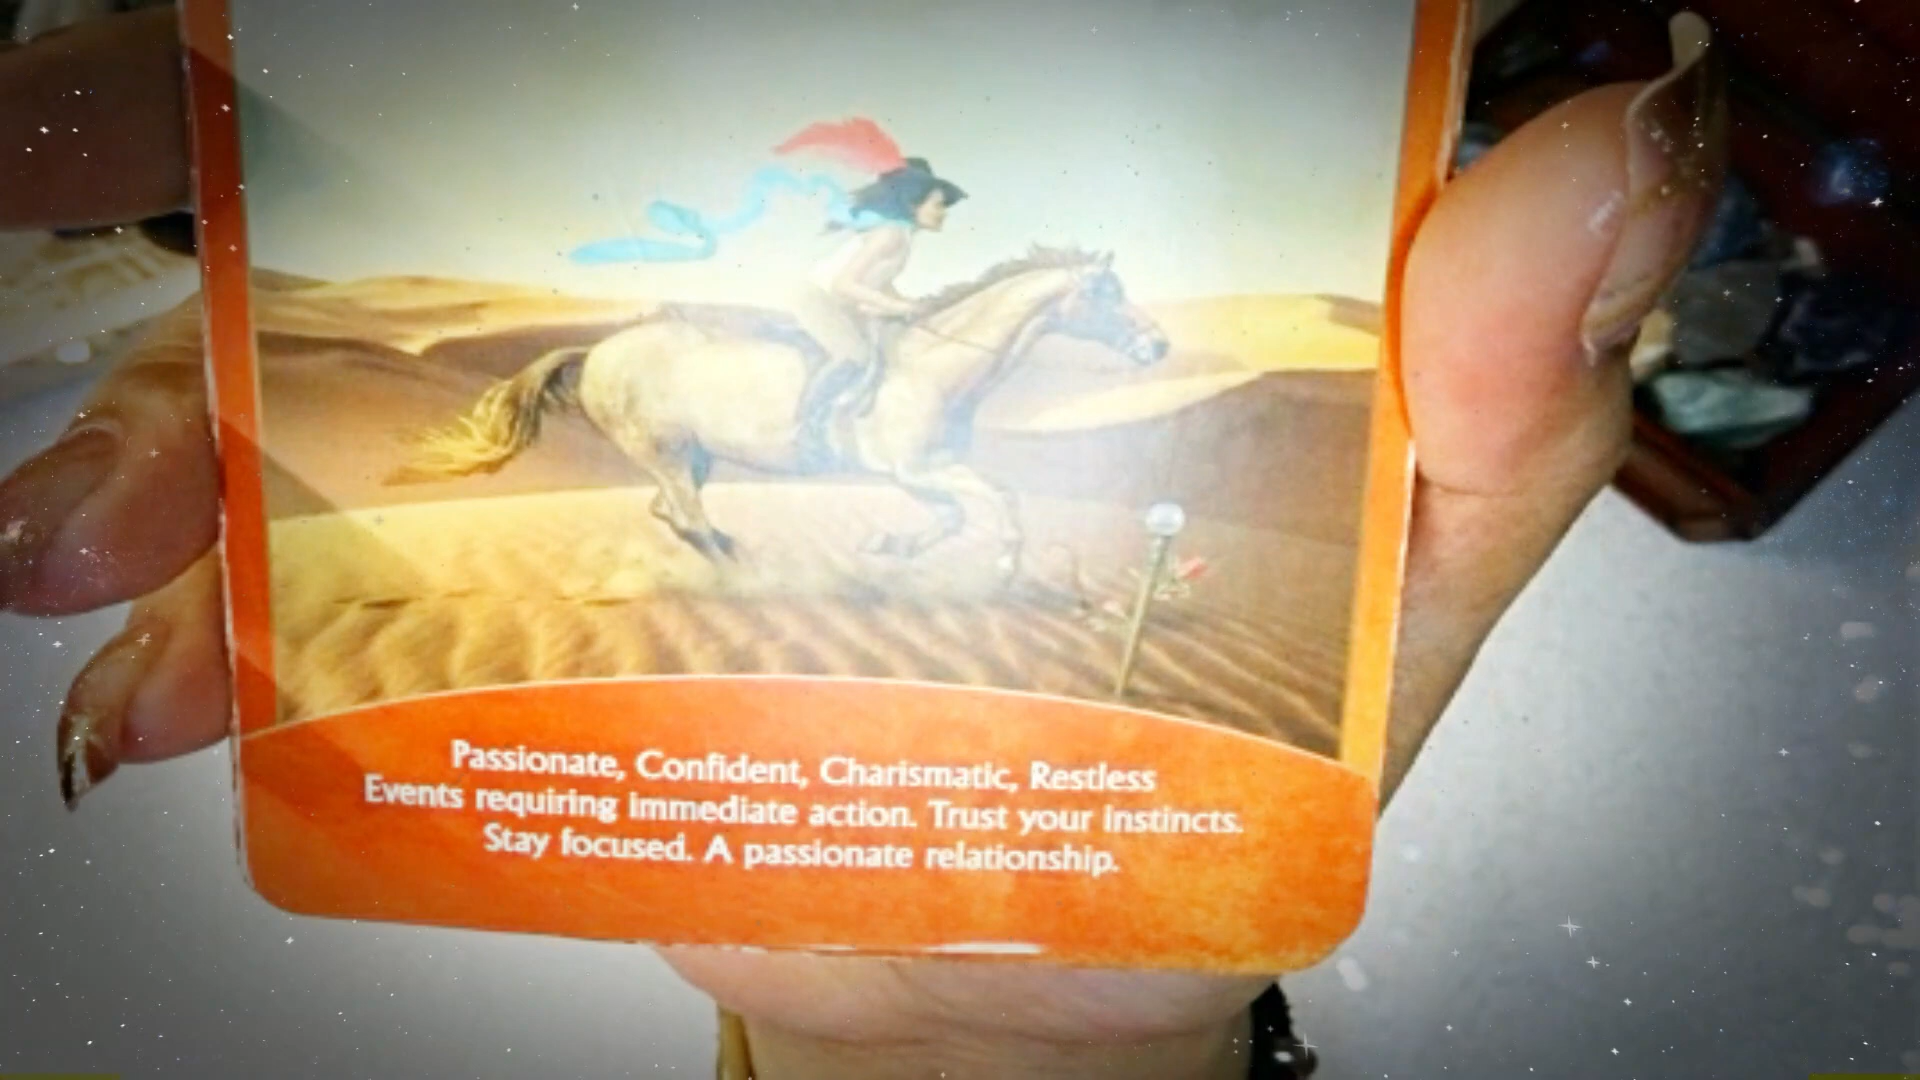 Passionate, Confident, Charismatic, Restless
Events requiring immediate action. Trust your instincts.
Stay focused. A passionate relationship.